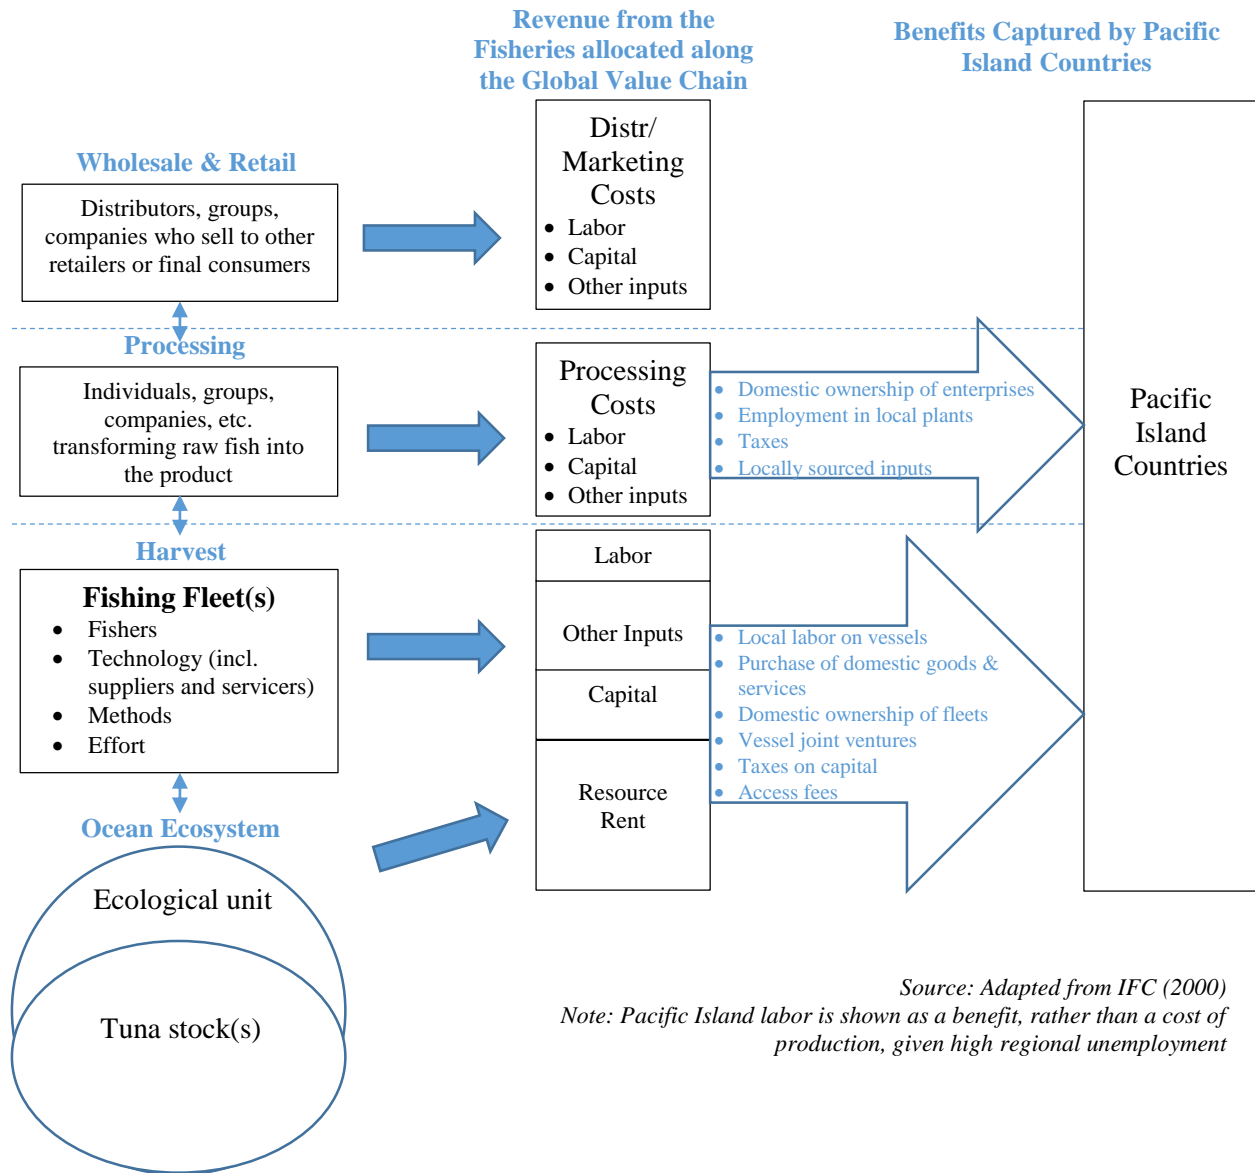 Revenue from the
Fisheries allocated along
the Global Value Chain
Benefits Captured by Pacific
Island Countries
Wholesale & Retail
Distributors, groups,
companies who sell to other
retailers or final consumers
Distr/
Marketing
Costs
• Labor
• Capital
• Other inputs
Processing
Individuals, groups,
companies, etc.
transforming raw fish into
the product
Processing
Costs
• Labor
• Capital
• Other inputs
• Domestic ownership of enterprises
• Employment in local plants
• Taxes
• Locally sourced inputs
Pacific
Island
Countries
Harvest
Fishing Fleet(s)
• Fishers
• Technology (incl.
suppliers and servicers)
• Methods
• Effort
Labor
Other Inputs
Capital
Resource
Rent
• Local labor on vessels
• Purchase of domestic goods &
services
• Domestic ownership of fleets
• Vessel joint ventures
• Taxes on capital
• Access fees
Ocean Ecosystem
Ecological unit
Tuna stock(s)
Source: Adapted from IFC (2000)
Note: Pacific Island labor is shown as a benefit, rather than a cost of
production, given high regional unemployment